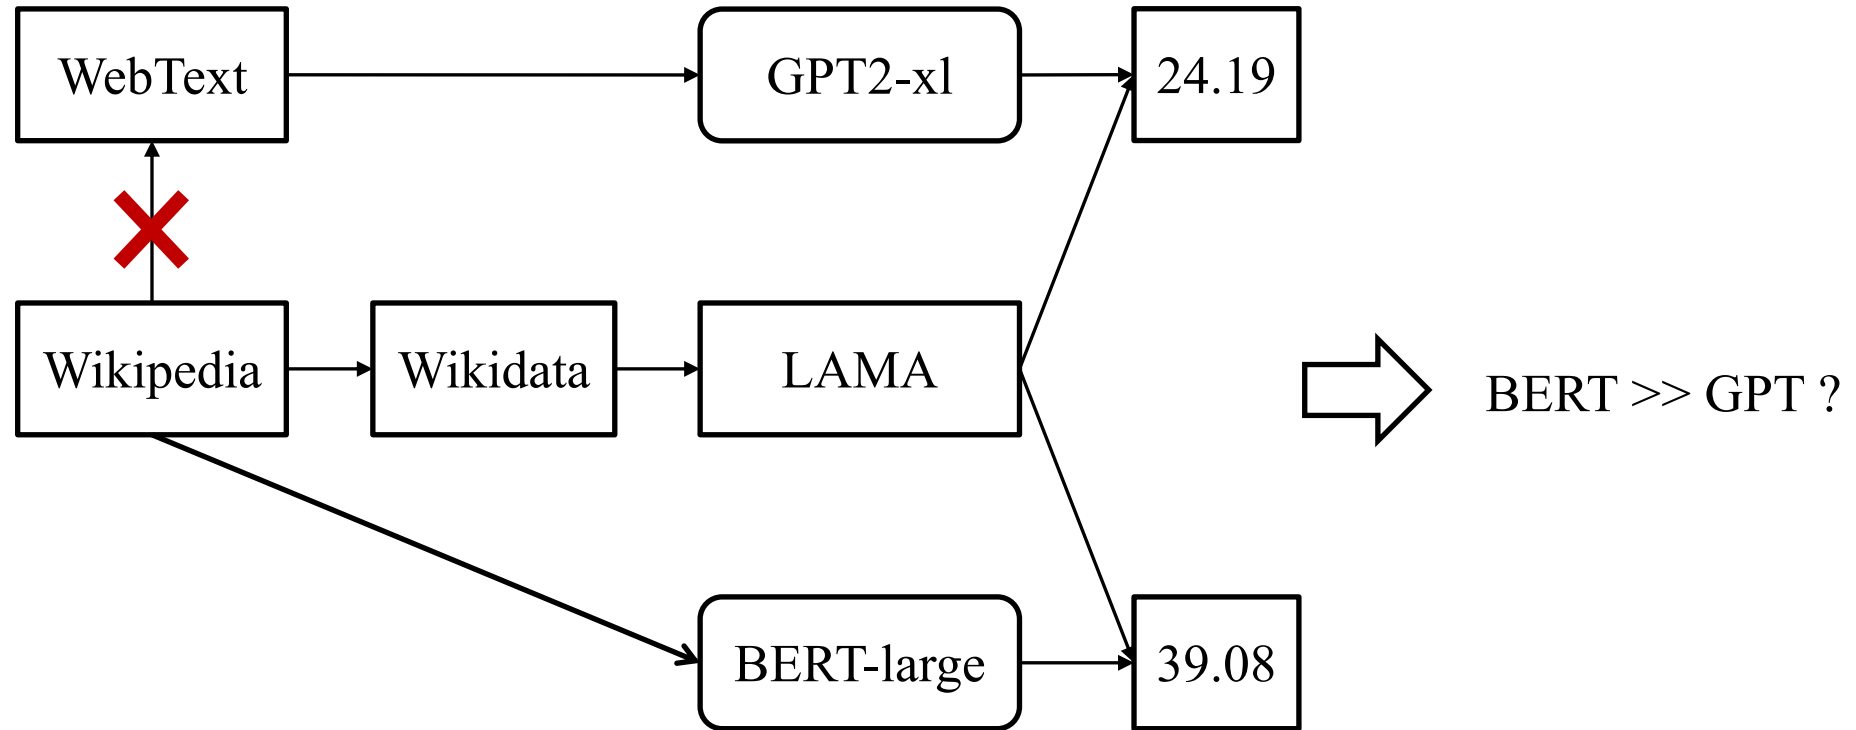 WebText
GPT2-xl
24.19
Wikipedia
Wikidata
LAMA
BERT >> GPT ?
BERT-large
39.08